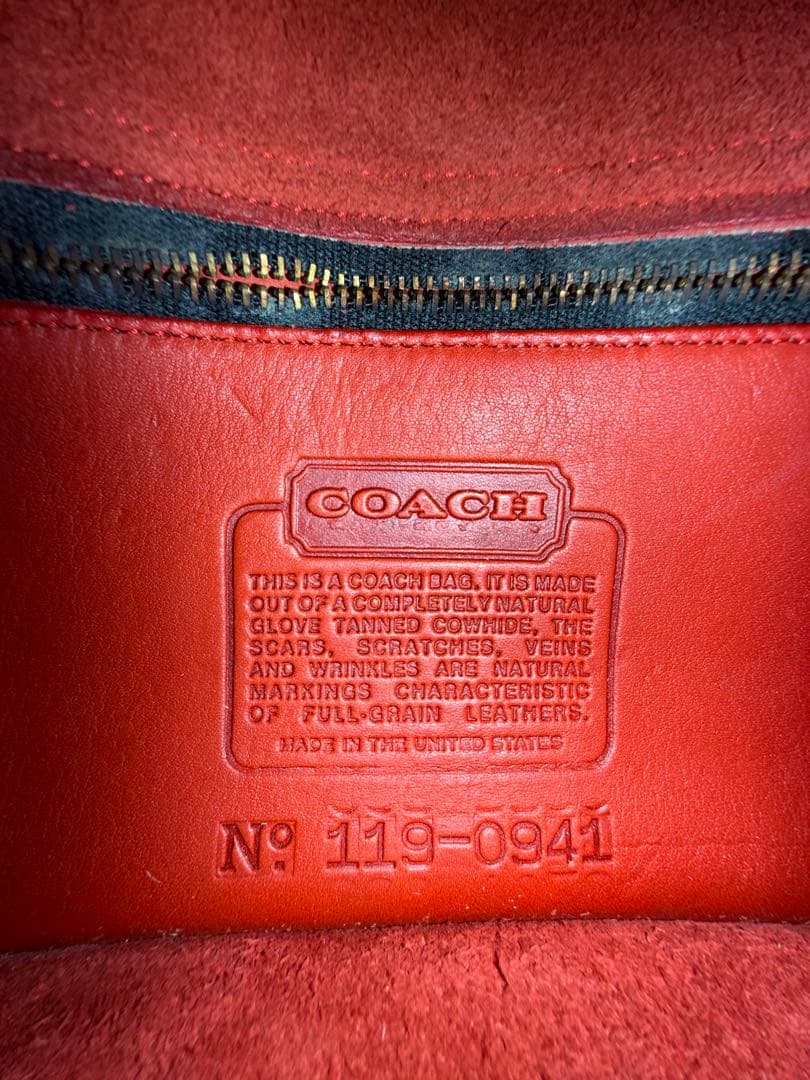 COACH
THIS IS A COACH BAG. IT IS MADE
OUT OF A COMPLETELY NATURAL
GLOVE TANNED COWHIDE, THE
SCARS, SCRATCHES, VEINS
AND WRINKLES ARE NATURAL
MARKINGS CHARACTERISTIC
OF FULL-GRAIN LEATHERS.
MADE IN THE UNITED STATES
Nº. 119-0941